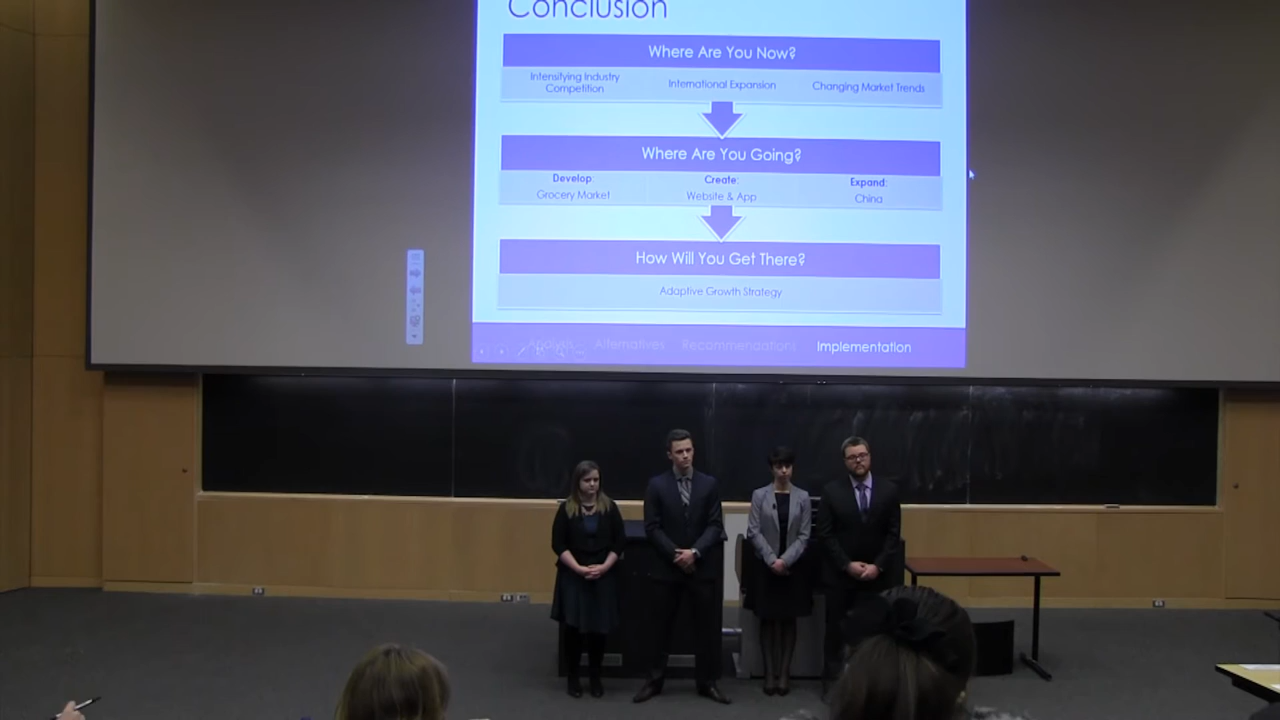 Conclusion
Where Are You Now?
Intensifying Industry
Competition
International Expansion
Changing Market Trends
Where Are You Going?
Develop:
Grocery Market
Create:
Website & App
Expand:
China
How Will You Get There?
Adaptive Growth Strategy
Analysis Alternatives Recommendations Implementation